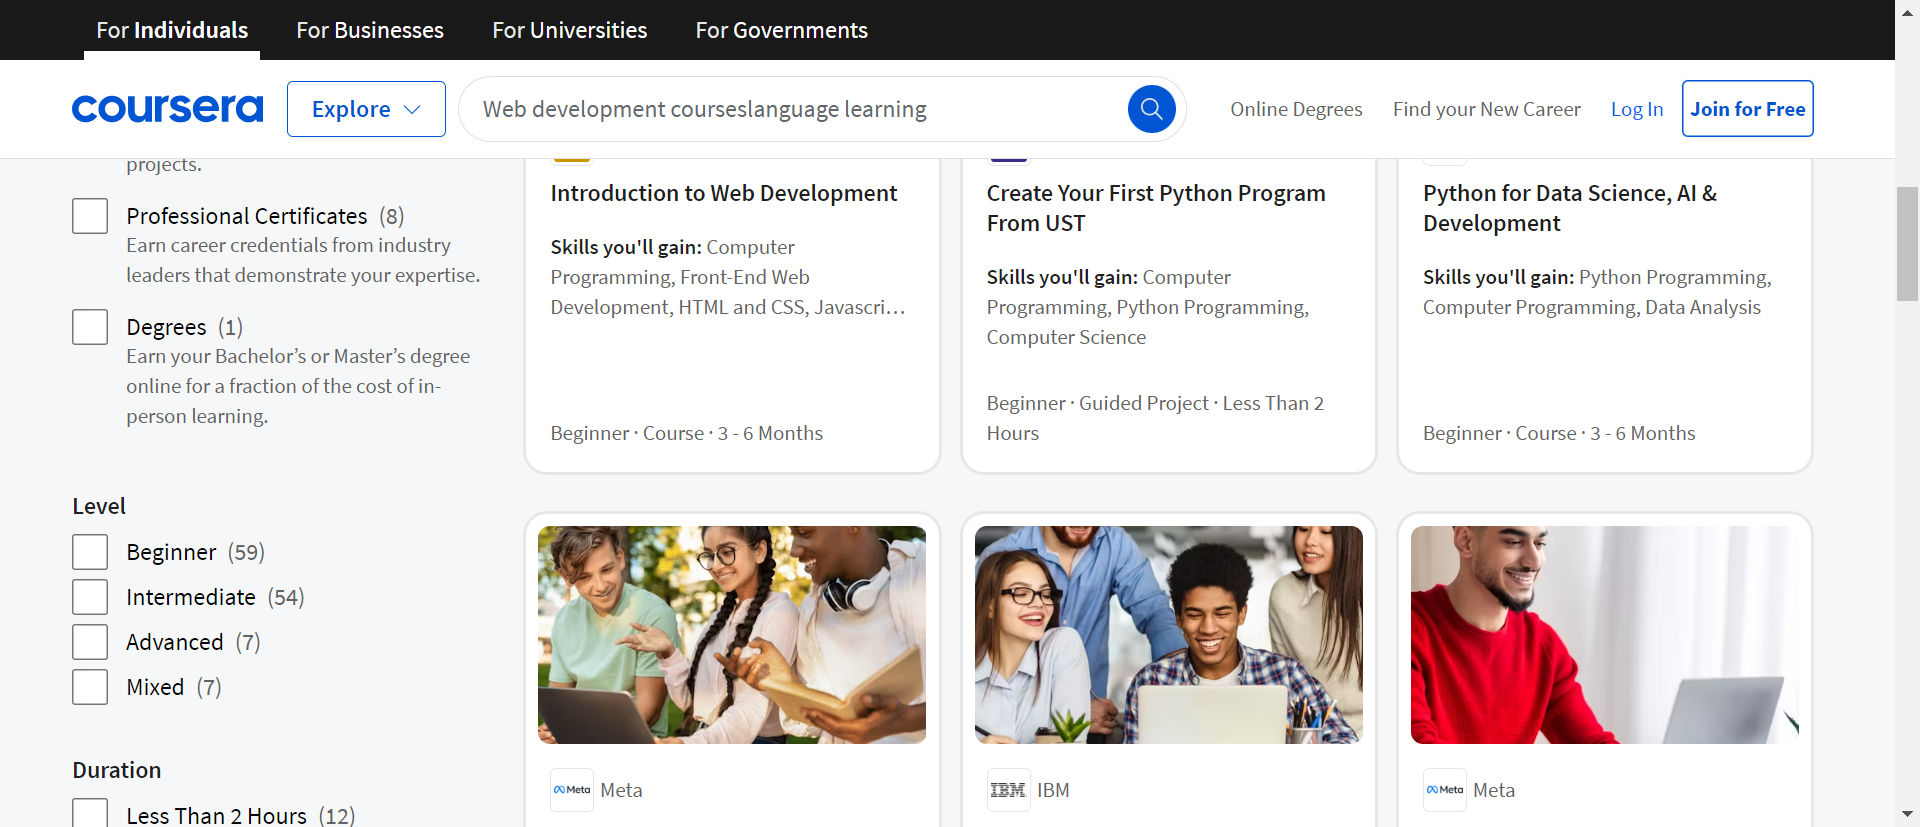 For Individuals
For Businesses
For Universities
For Governments
coursera
Explore
Web development courseslanguage learning
Online Degrees
Find your New Career
Log In
Join for Free
projects.
Professional Certificates (8)
Earn career credentials from industry
leaders that demonstrate your expertise.
Degrees (1)
Earn your Bachelor’s or Master’s degree
online for a fraction of the cost of in-
person learning.
Level
Beginner (59)
Intermediate (54)
Advanced (7)
Mixed (7)
Duration
Less Than 2 Hours (12)
Introduction to Web Development
Skills you'll gain: Computer
Programming, Front-End Web
Development, HTML and CSS, Javascri…
Beginner · Course · 3 - 6 Months
Create Your First Python Program
From UST
Skills you'll gain: Computer
Programming, Python Programming,
Computer Science
Beginner · Guided Project · Less Than 2
Hours
Python for Data Science, AI &
Development
Skills you'll gain: Python Programming,
Computer Programming, Data Analysis
Beginner · Course · 3 - 6 Months
Meta Meta
IBM IBM
Meta Meta